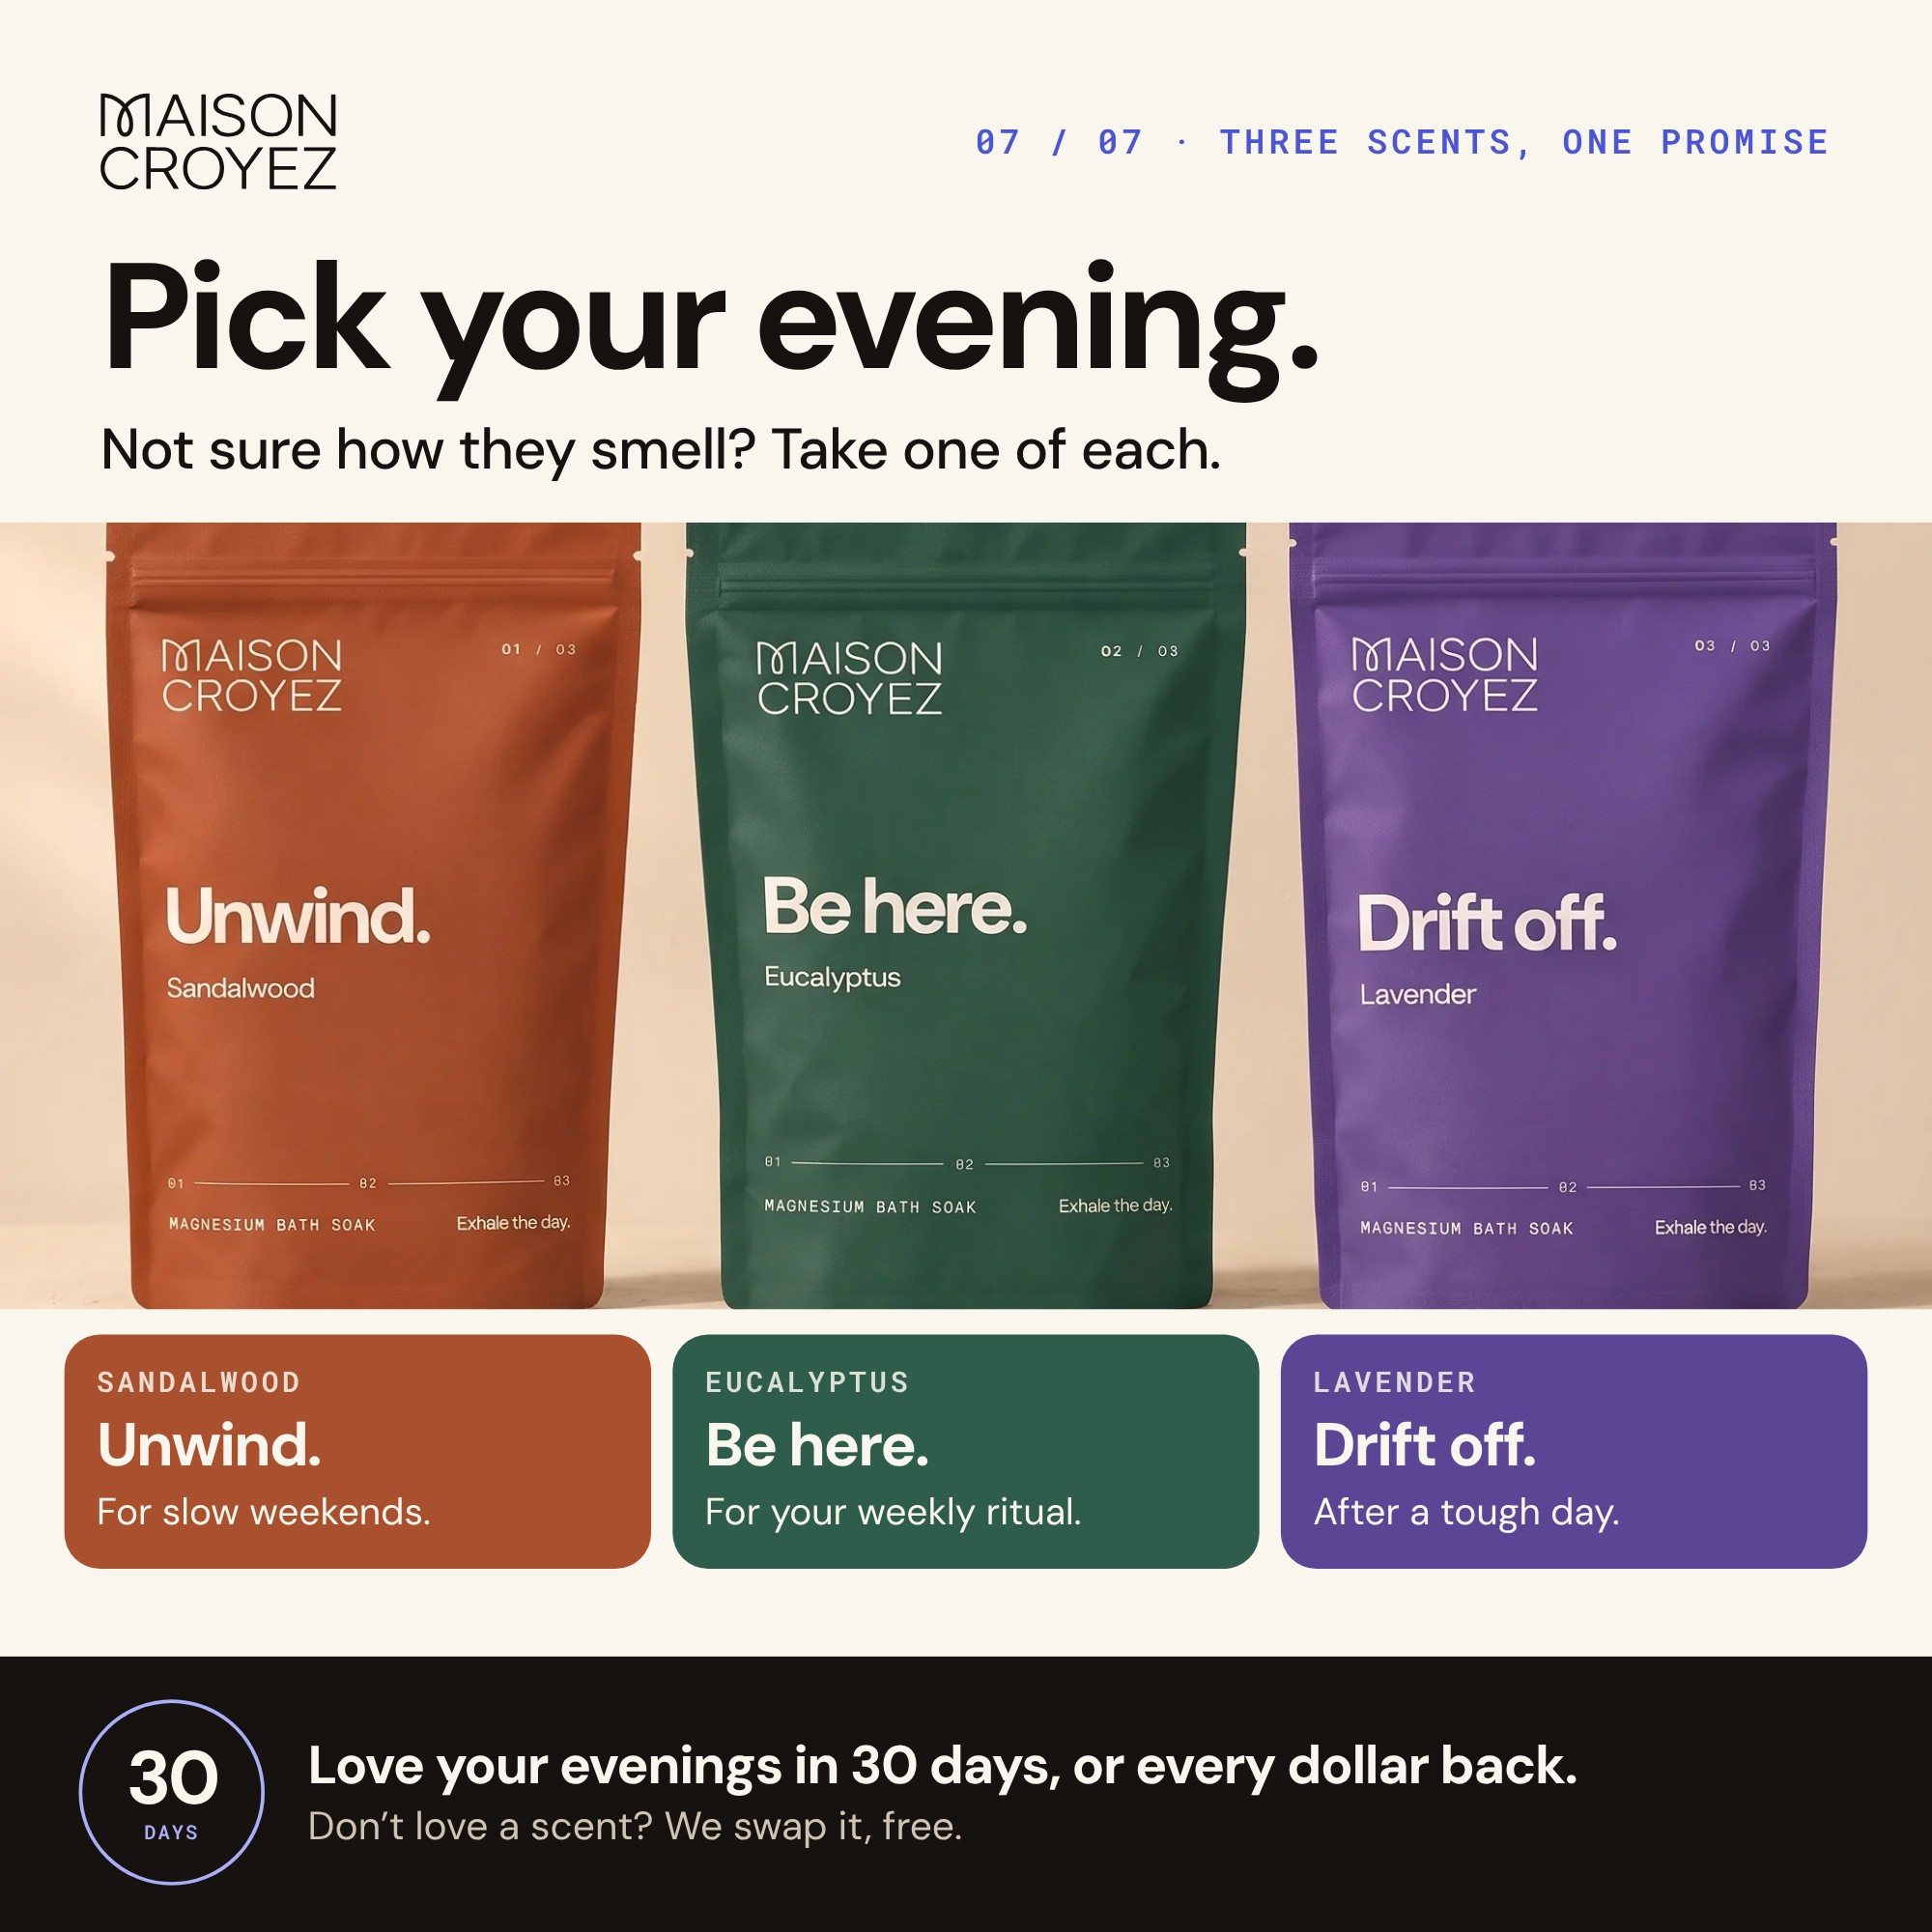 MAISON
CROYEZ
07 / 07 · THREE SCENTS, ONE PROMISE
Pick your evening.
Not sure how they smell? Take one of each.
MAISON
CROYEZ
01 / 03
Unwind.
Sandalwood
01 02 03
MAGNESIUM BATH SOAK Exhale the day.
MAISON
CROYEZ
02 / 03
Be here.
Eucalyptus
01 02 03
MAGNESIUM BATH SOAK Exhale the day.
MAISON
CROYEZ
03 / 03
Drift off.
Lavender
01 02 03
MAGNESIUM BATH SOAK Exhale the day.
SANDALWOOD
Unwind.
For slow weekends.
EUCALYPTUS
Be here.
For your weekly ritual.
LAVENDER
Drift off.
After a tough day.
30
DAYS
Love your evenings in 30 days, or every dollar back.
Don’t love a scent? We swap it, free.